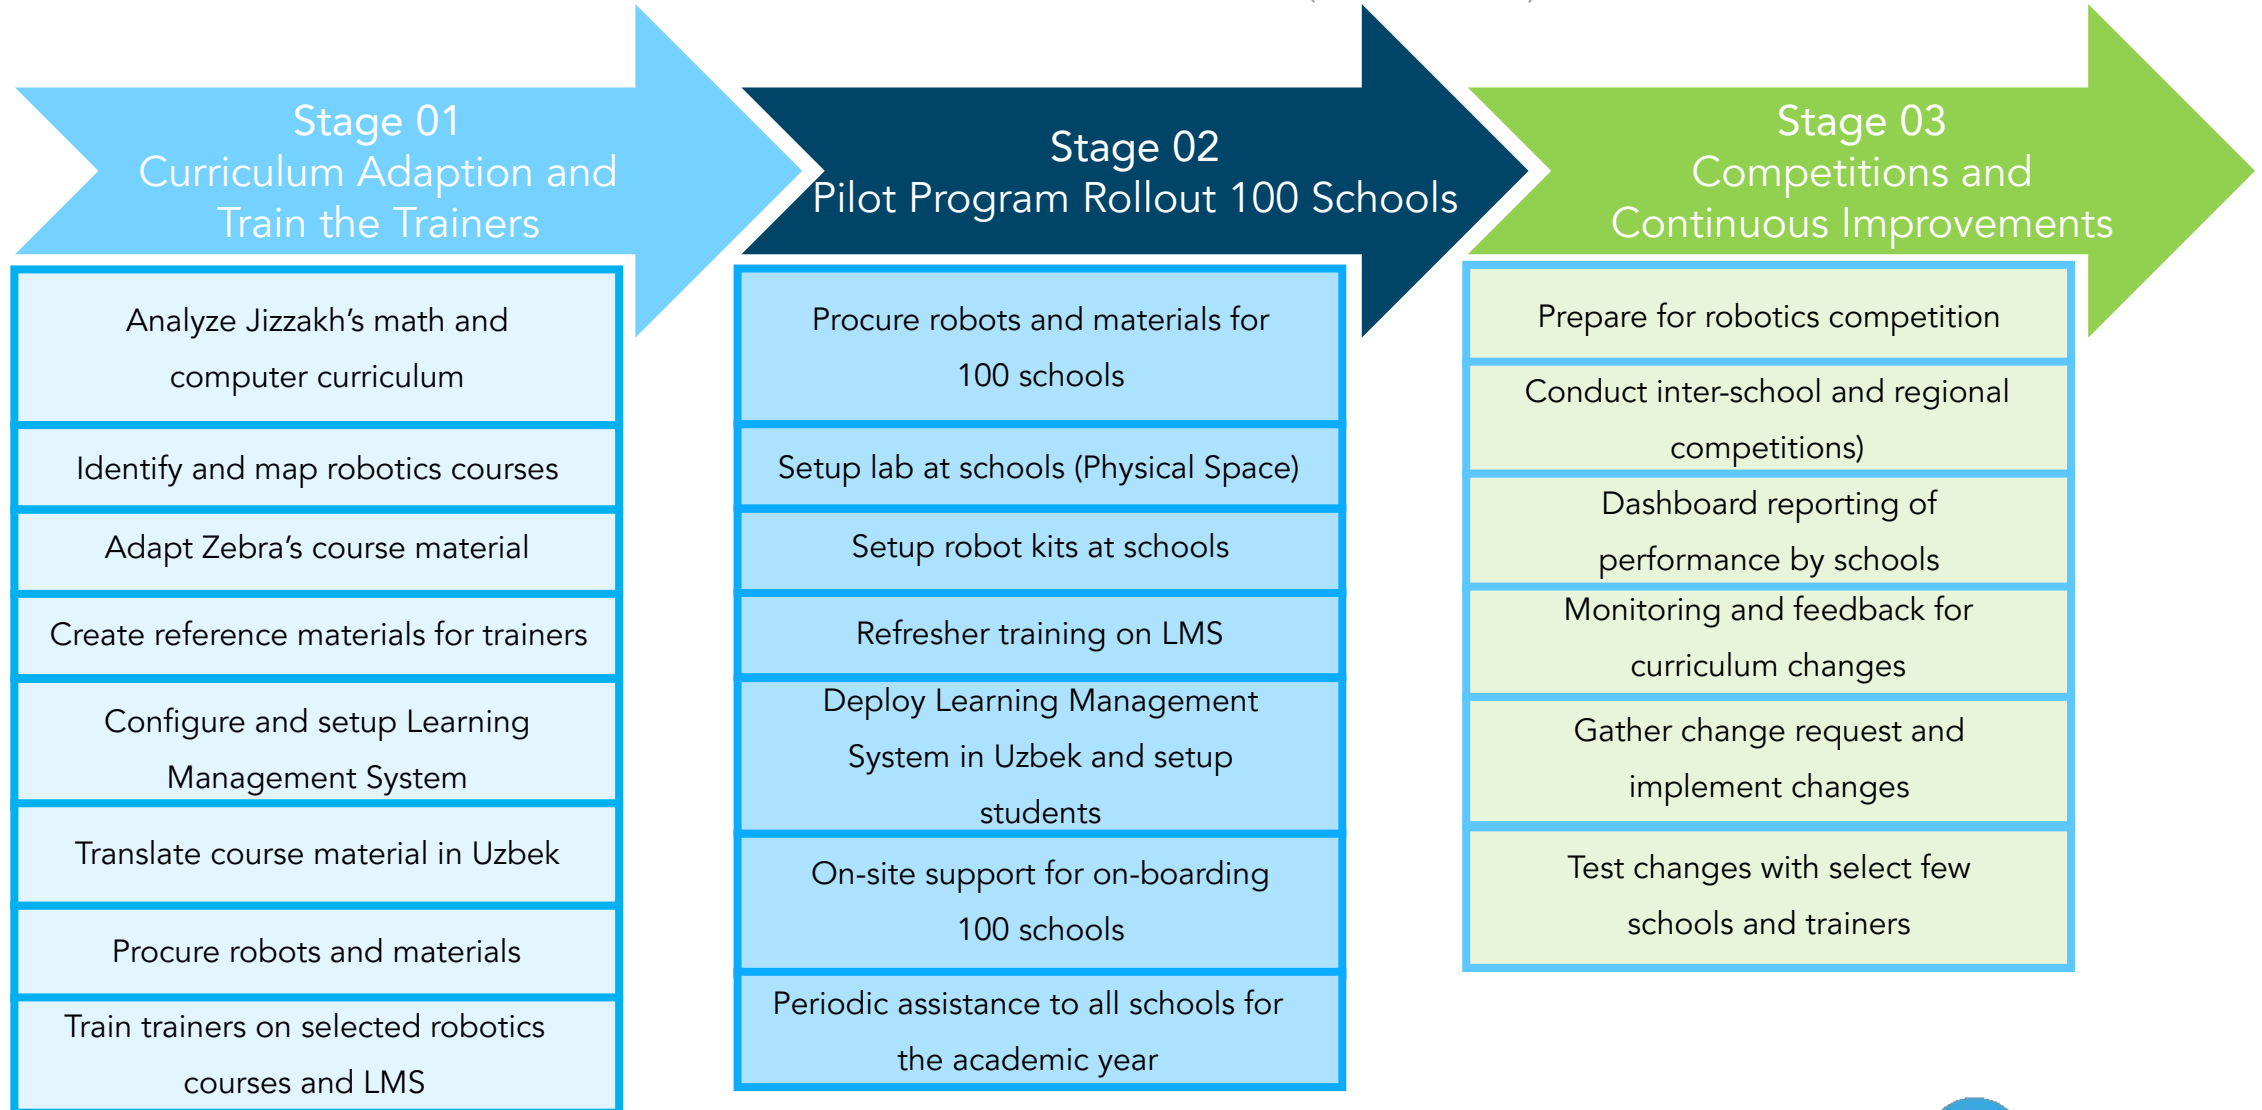 Stage 01
Curriculum Adaption and
Train the Trainers
Analyze Jizzakh’s math and
computer curriculum
Identify and map robotics courses
Adapt Zebra’s course material
Create reference materials for trainers
Configure and setup Learning
Management System
Translate course material in Uzbek
Procure robots and materials
Train trainers on selected robotics
courses and LMS
Stage 02
Pilot Program Rollout 100 Schools
Procure robots and materials for
100 schools
Setup lab at schools (Physical Space)
Setup robot kits at schools
Refresher training on LMS
Deploy Learning Management
System in Uzbek and setup
students
On-site support for on-boarding
100 schools
Periodic assistance to all schools for
the academic year
Stage 03
Competitions and
Continuous Improvements
Prepare for robotics competition
Conduct inter-school and regional
competitions)
Dashboard reporting of
performance by schools
Monitoring and feedback for
curriculum changes
Gather change request and
implement changes
Test changes with select few
schools and trainers